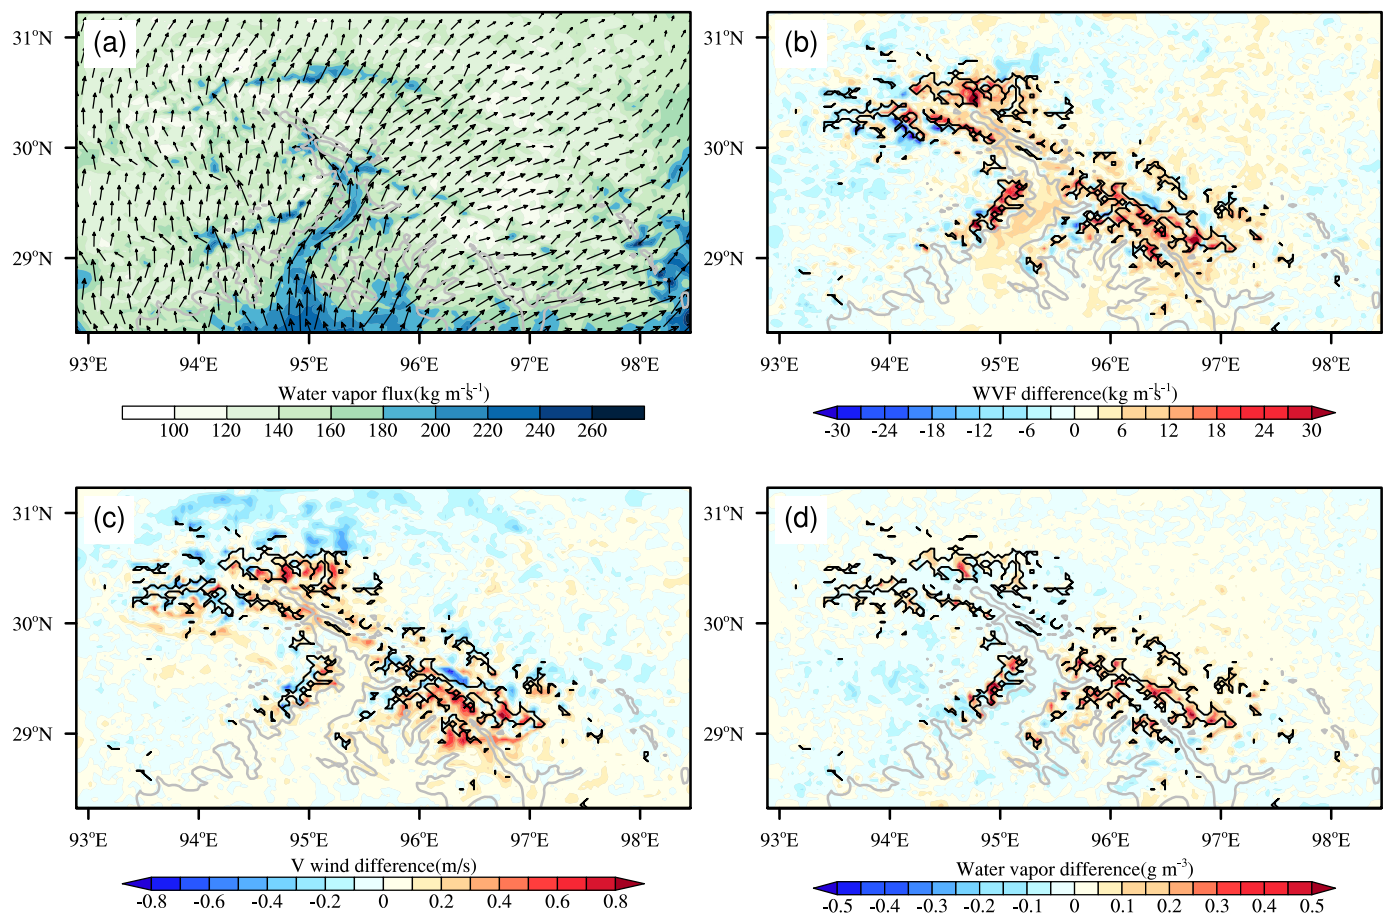 (a)
31°N
30°N
29°N
93°E 94°E 95°E 96°E 97°E 98°E
Water vapor flux(kg m⁻¹s⁻¹)
100 120 140 160 180 200 220 240 260
(b)
31°N
30°N
29°N
93°E 94°E 95°E 96°E 97°E 98°E
WVF difference(kg m⁻¹s⁻¹)
-30 -24 -18 -12 -6 0 6 12 18 24 30
(c)
31°N
30°N
29°N
93°E 94°E 95°E 96°E 97°E 98°E
V wind difference(m/s)
-0.8 -0.6 -0.4 -0.2 0 0.2 0.4 0.6 0.8
(d)
31°N
30°N
29°N
93°E 94°E 95°E 96°E 97°E 98°E
Water vapor difference(g m⁻³)
-0.5 -0.4 -0.3 -0.2 -0.1 0 0.1 0.2 0.3 0.4 0.5